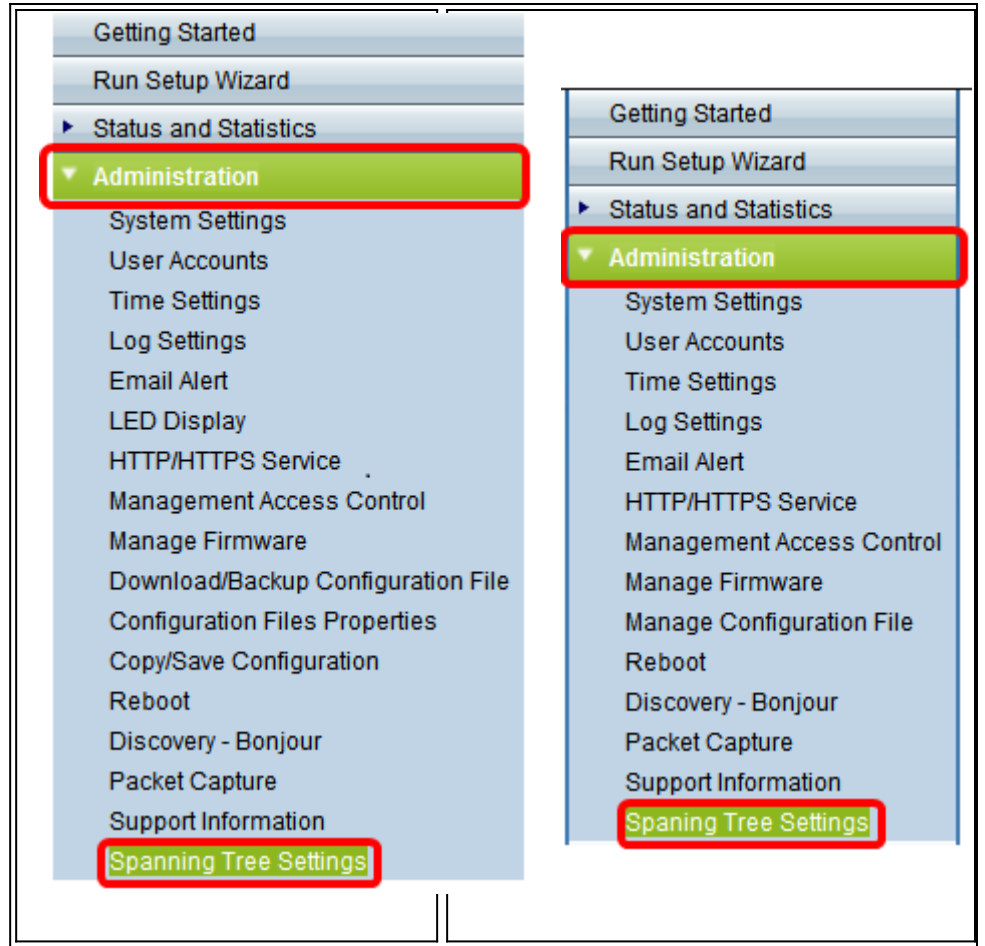 Getting Started
Run Setup Wizard
Status and Statistics
Administration
System Settings
User Accounts
Time Settings
Log Settings
Email Alert
LED Display
HTTP/HTTPS Service
Management Access Control
Manage Firmware
Download/Backup Configuration File
Configuration Files Properties
Copy/Save Configuration
Reboot
Discovery - Bonjour
Packet Capture
Support Information
Spanning Tree Settings
Getting Started
Run Setup Wizard
Status and Statistics
Administration
System Settings
User Accounts
Time Settings
Log Settings
Email Alert
HTTP/HTTPS Service
Management Access Control
Manage Firmware
Manage Configuration File
Reboot
Discovery - Bonjour
Packet Capture
Support Information
Spaning Tree Settings